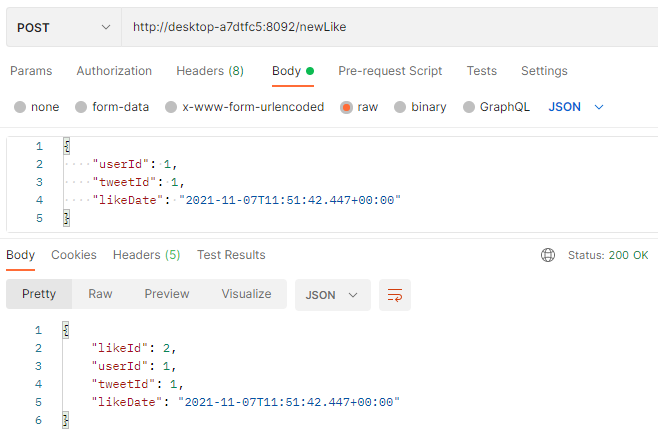 POST http://desktop-a7dtfc5:8092/newLike
Params Authorization Headers (8) Body Pre-request Script Tests Settings
none form-data x-www-form-urlencoded raw binary GraphQL JSON
1 {
2 "userId": 1,
3 "tweetId": 1,
4 "likeDate": "2021-11-07T11:51:42.447+00:00"
5 }
Body Cookies Headers (5) Test Results Status: 200 OK
Pretty Raw Preview Visualize JSON
1 {
2 "likeId": 2,
3 "userId": 1,
4 "tweetId": 1,
5 "likeDate": "2021-11-07T11:51:42.447+00:00"
6 }